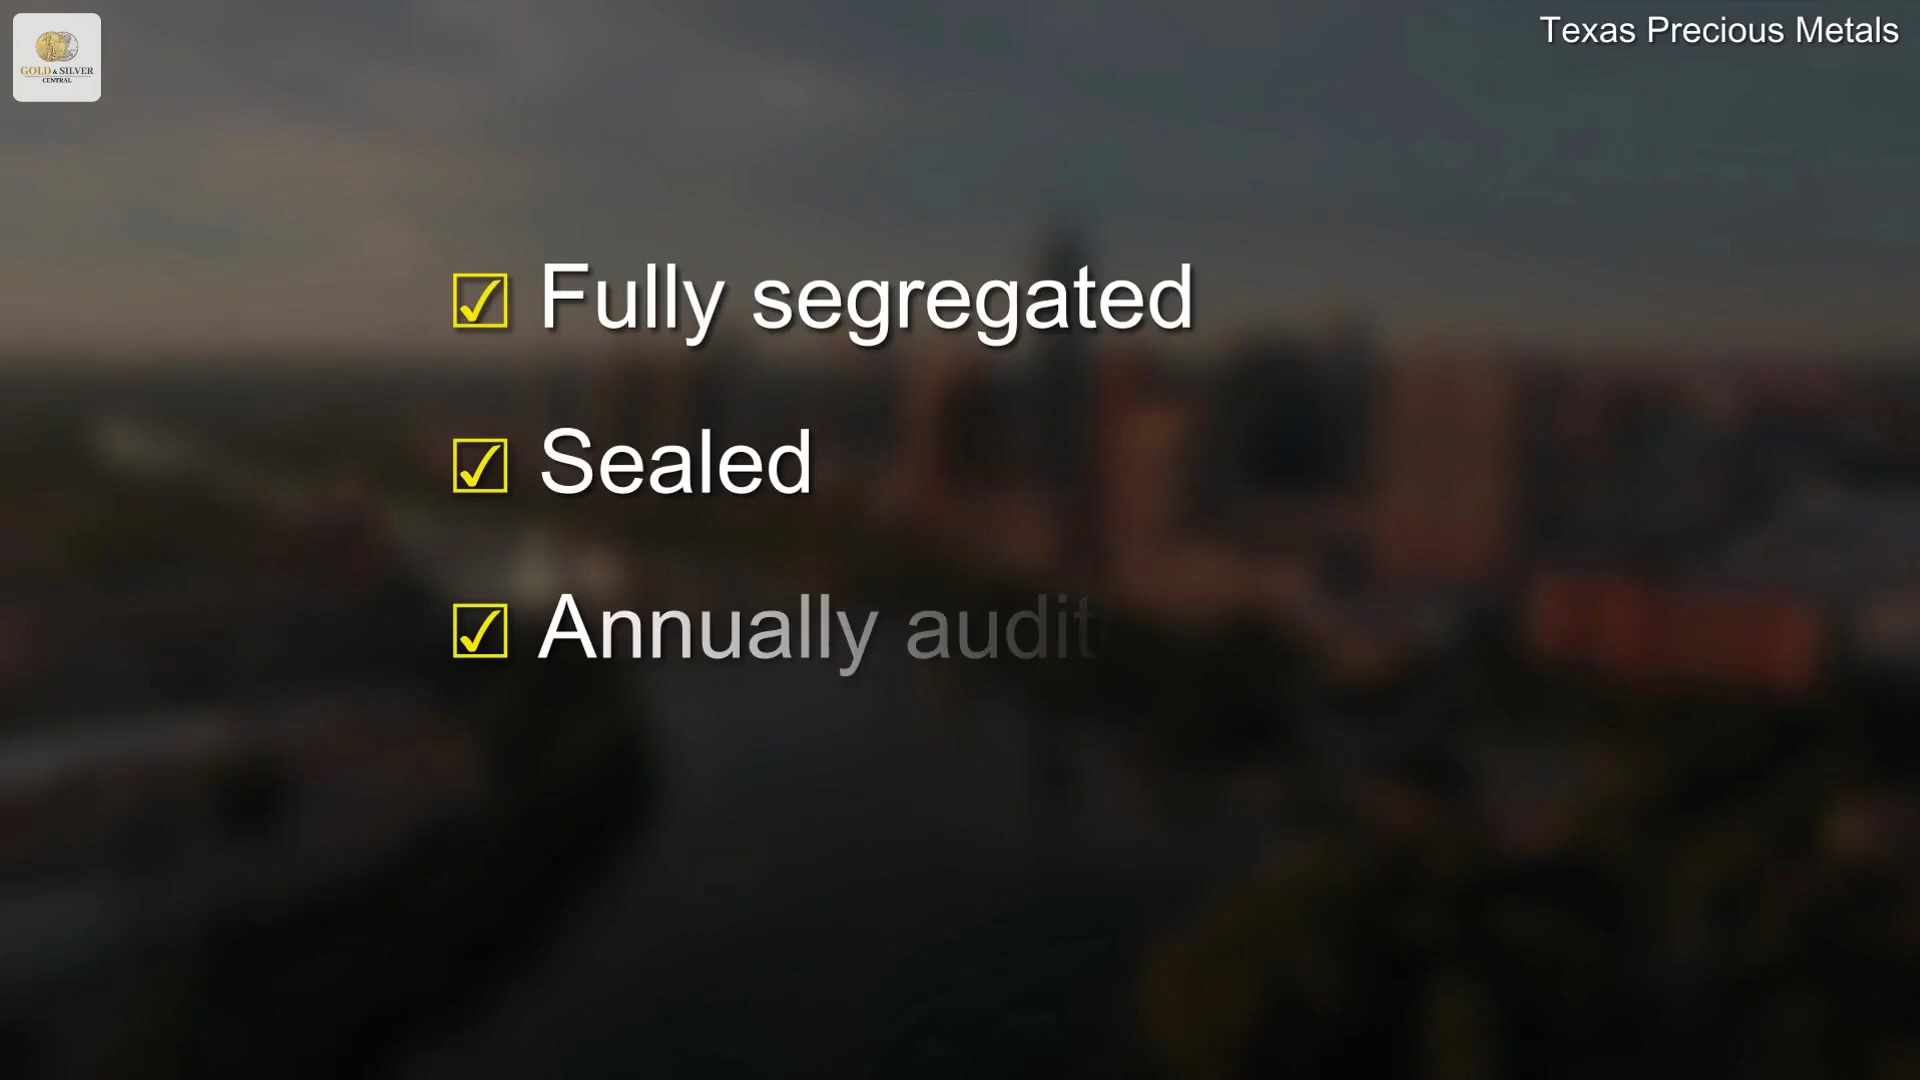 GOLD & SILVER
CENTRAL
Texas Precious Metals
☑ Fully segregated
☑ Sealed
☑ Annually audit